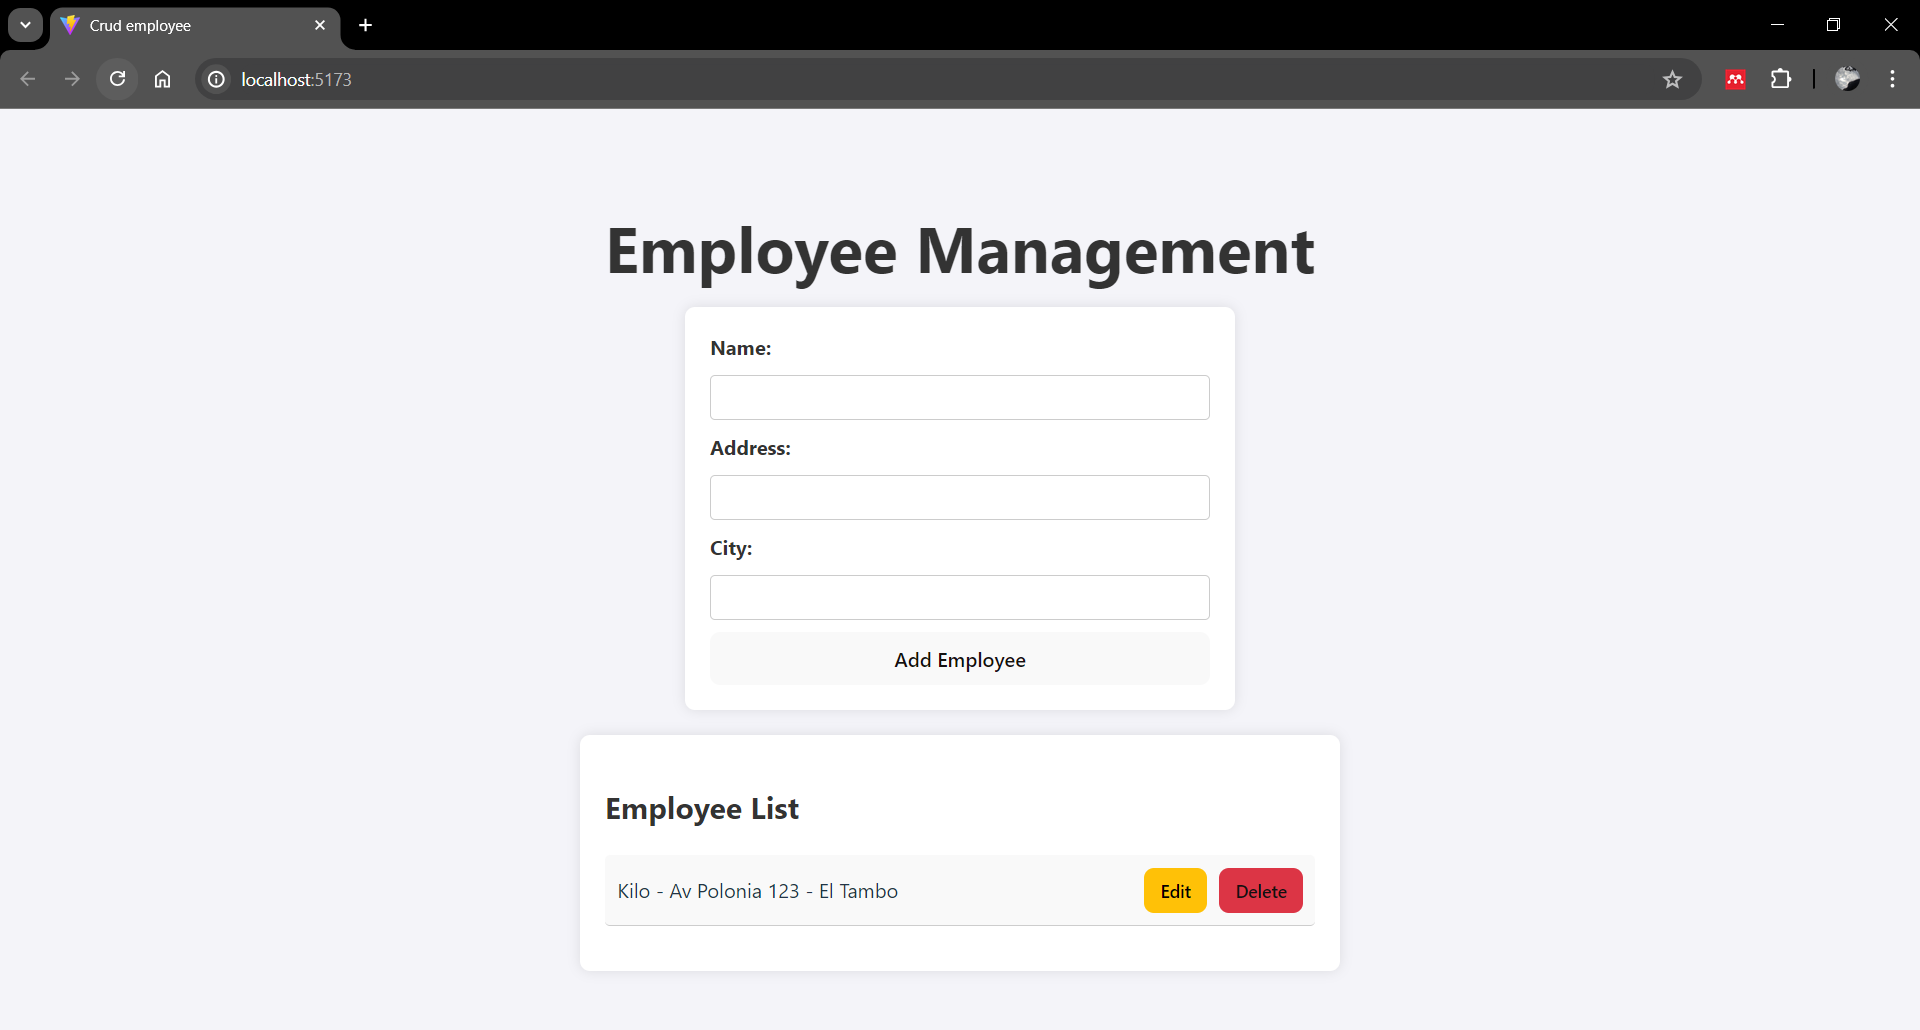 Crud employee
localhost:5173
Employee Management
Name:
Address:
City:
Add Employee
Employee List
Kilo - Av Polonia 123 - El Tambo
Edit
Delete